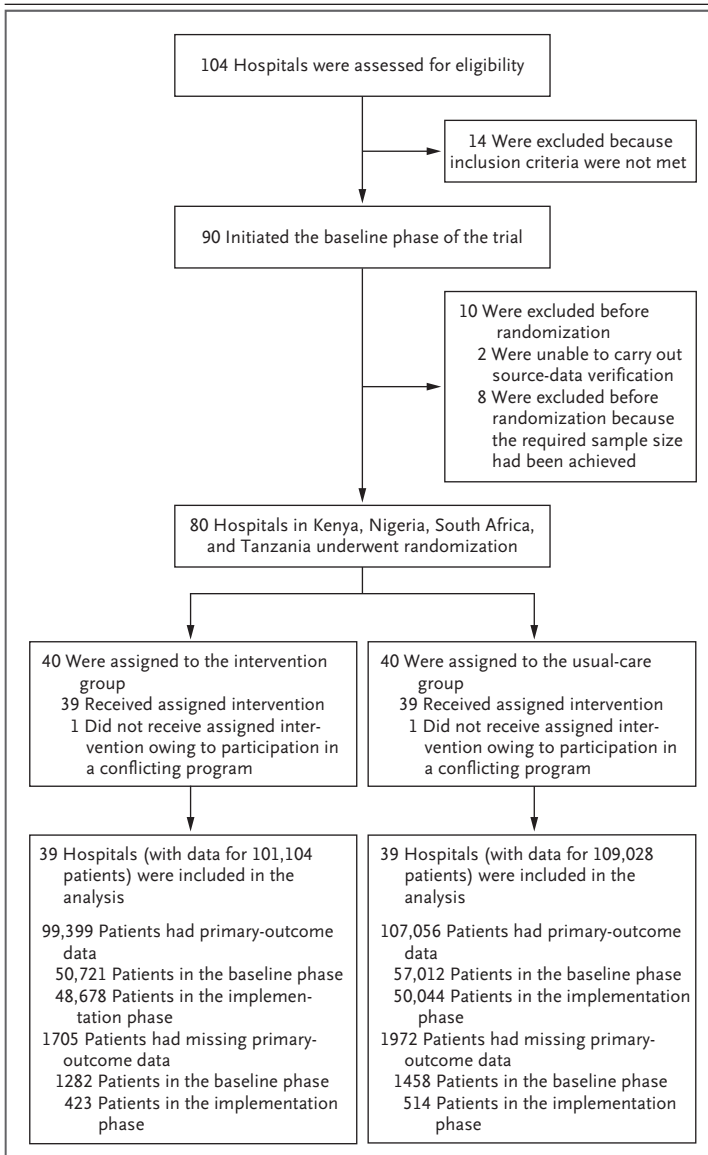 104 Hospitals were assessed for eligibility
14 Were excluded because
inclusion criteria were not met
90 Initiated the baseline phase of the trial
10 Were excluded before
randomization
2 Were unable to carry out
source-data verification
8 Were excluded before
randomization because
the required sample size
had been achieved
80 Hospitals in Kenya, Nigeria, South Africa,
and Tanzania underwent randomization
40 Were assigned to the intervention
group
39 Received assigned intervention
1 Did not receive assigned inter-
vention owing to participation in
a conflicting program
40 Were assigned to the usual-care
group
39 Received assigned intervention
1 Did not receive assigned inter-
vention owing to participation in
a conflicting program
39 Hospitals (with data for 101,104
patients) were included in the
analysis
99,399 Patients had primary-outcome
data
50,721 Patients in the baseline phase
48,678 Patients in the implemen-
tation phase
1705 Patients had missing primary-
outcome data
1282 Patients in the baseline phase
423 Patients in the implementation
phase
39 Hospitals (with data for 109,028
patients) were included in the
analysis
107,056 Patients had primary-outcome
data
57,012 Patients in the baseline phase
50,044 Patients in the implementation
phase
1972 Patients had missing primary-
outcome data
1458 Patients in the baseline phase
514 Patients in the implementation
phase